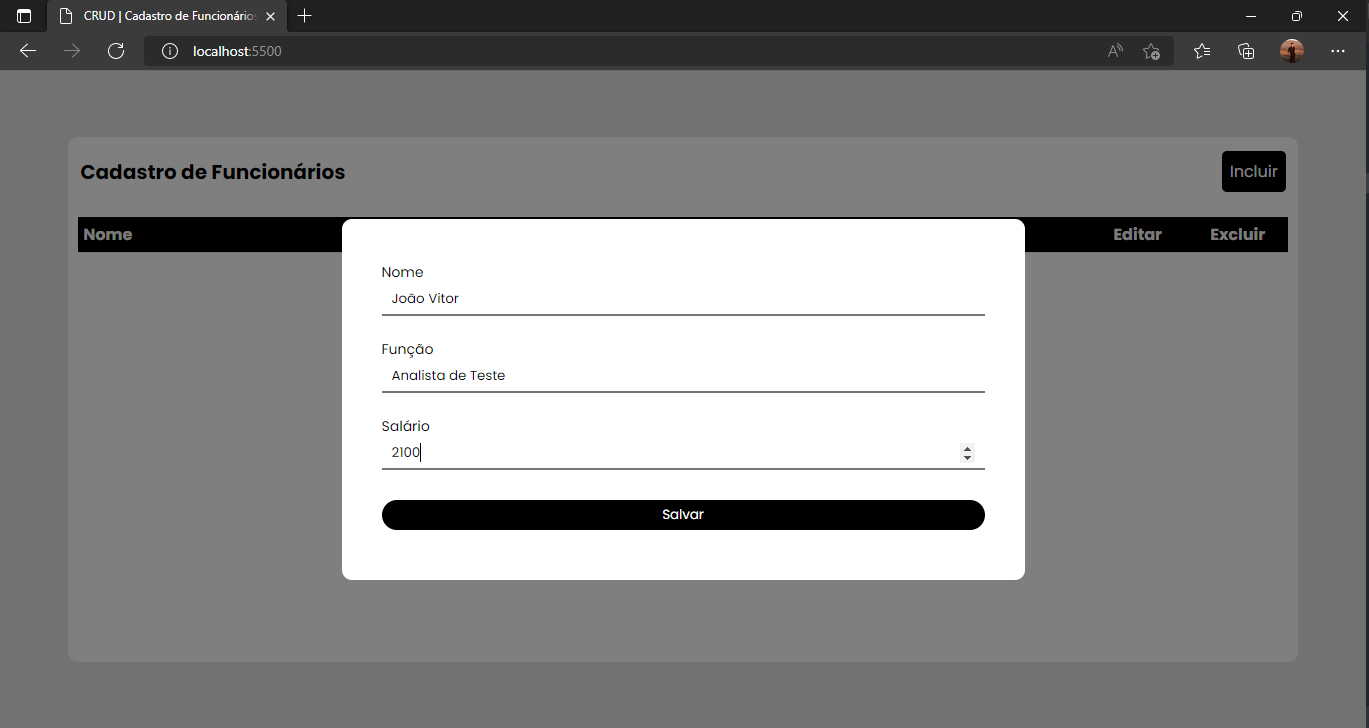 CRUD | Cadastro de Funcionários
localhost:5500
Cadastro de Funcionários
Incluir
Nome
Editar
Excluir
Nome
João Vitor
Função
Analista de Teste
Salário
2100
Salvar